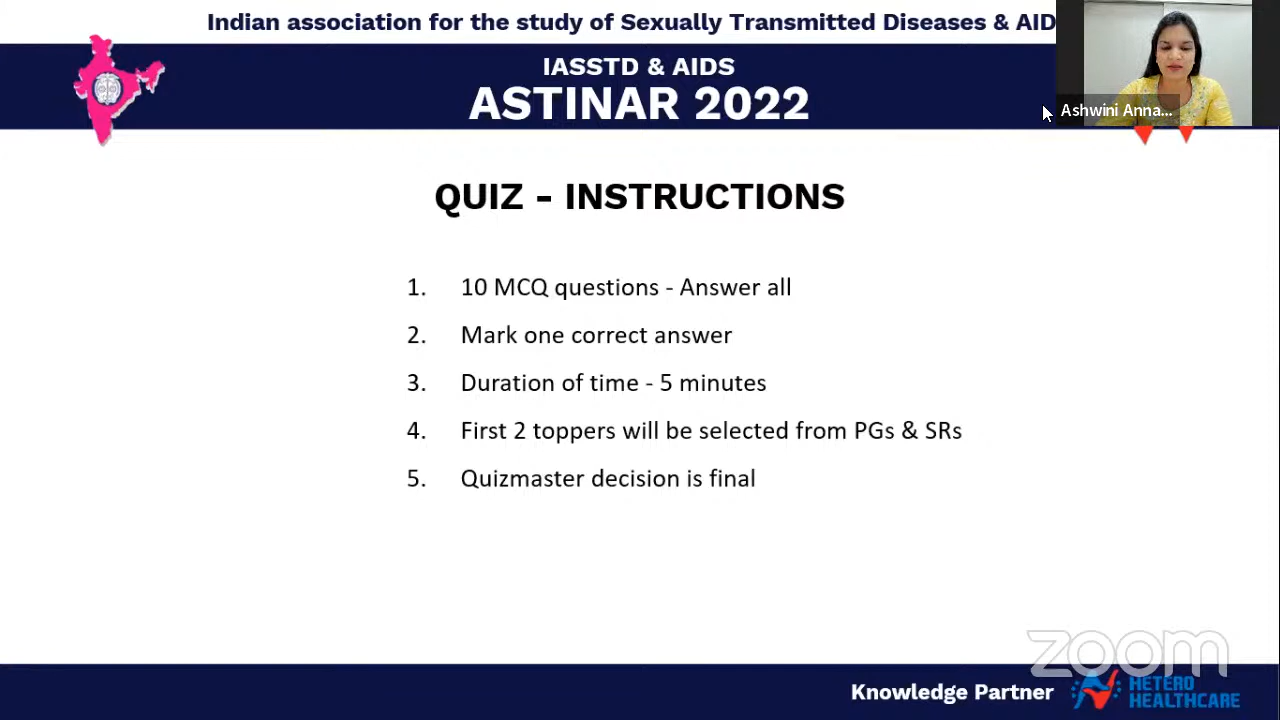 Indian association for the study of Sexually Transmitted Diseases & AID
IASSTD & AIDS
ASTINAR 2022
Ashwini Anna...
QUIZ - INSTRUCTIONS
1. 10 MCQ questions - Answer all
2. Mark one correct answer
3. Duration of time - 5 minutes
4. First 2 toppers will be selected from PGs & SRs
5. Quizmaster decision is final
zoom
Knowledge Partner
HETERO
HEALTHCARE